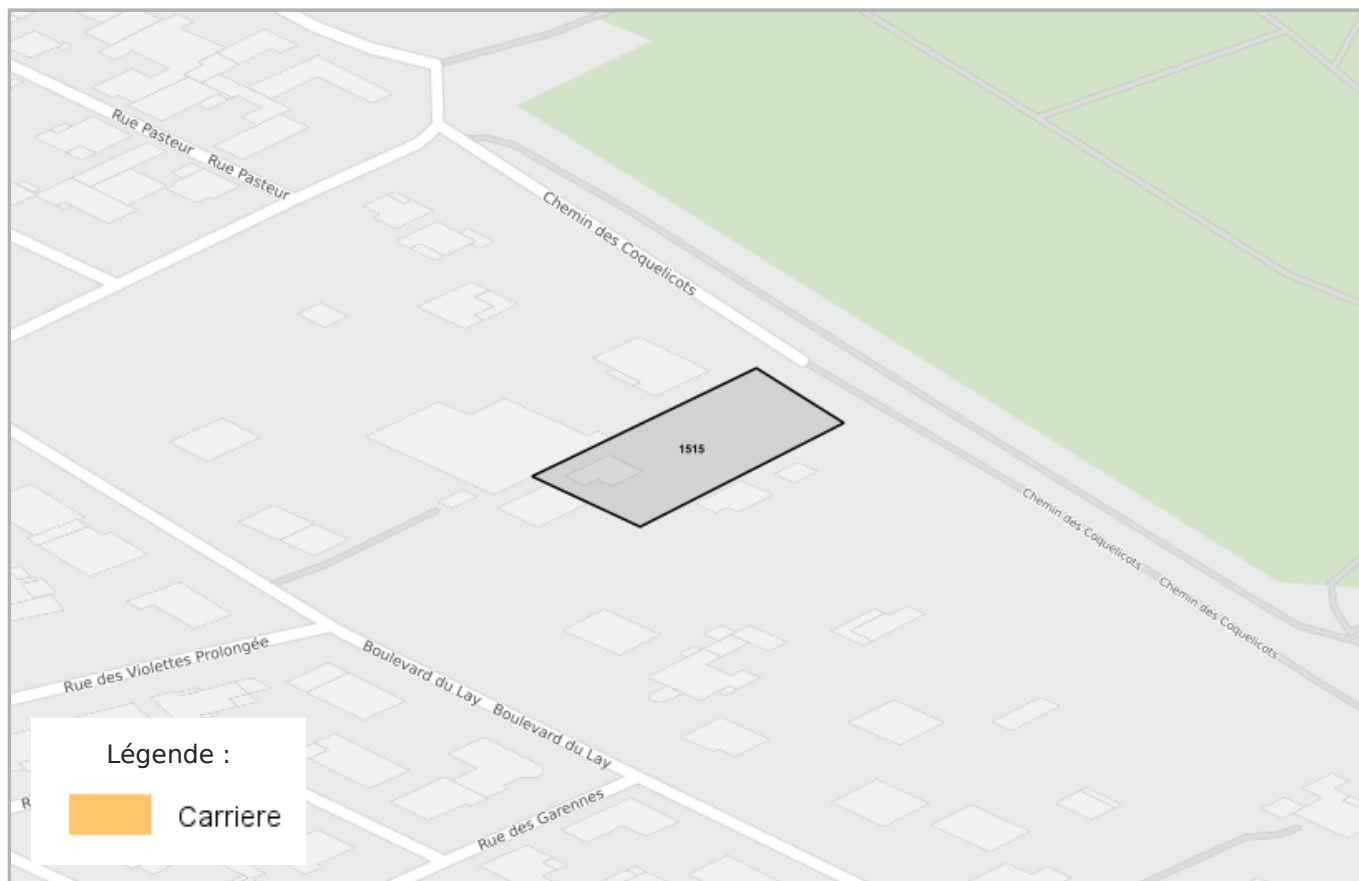 Rue Pasteur
Rue Pasteur
Chemin des Coquelicots
1515
Chemin des Coquelicots
Chemin des Coquelicots
Rue des Violettes Prolongée
Boulevard du Lay
Boulevard du Lay
Rue des Garennes
Légende :
Carriere